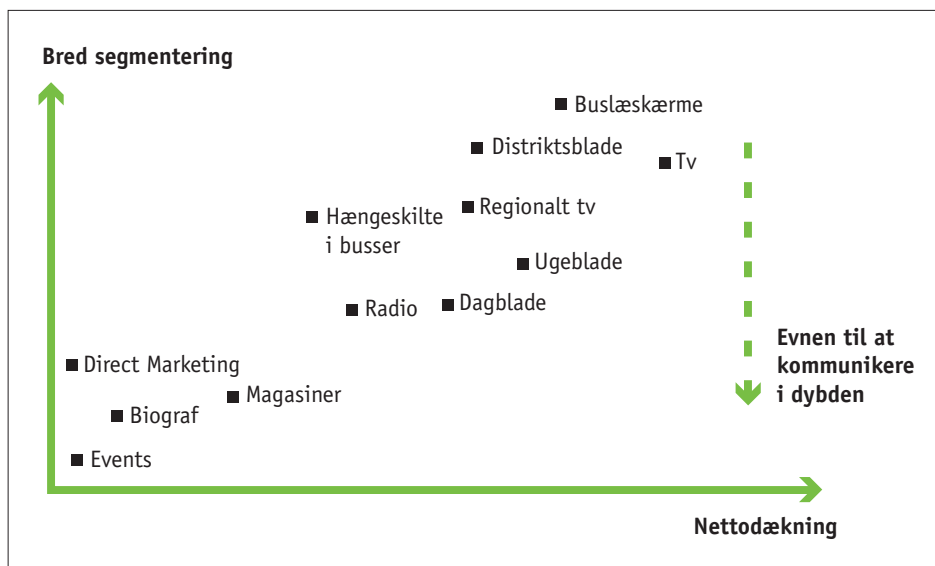 Bred segmentering
Buslæskærme
Distriktsblade
Tv
Regionalt tv
Hængeskilte
i busser
Ugeblade
Dagblade
Radio
Evnen til at
kommunikere
i dybden
Direct Marketing
Magasiner
Biograf
Events
Nettodækning